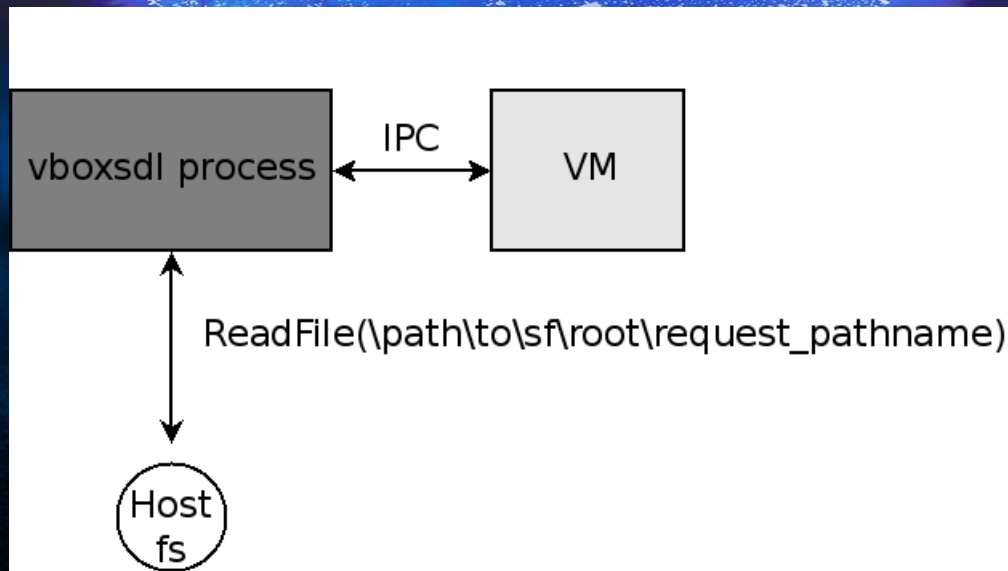 IPC
vboxsdl process
VM
ReadFile(\path\to\sf\root\request_pathname)
Host
fs